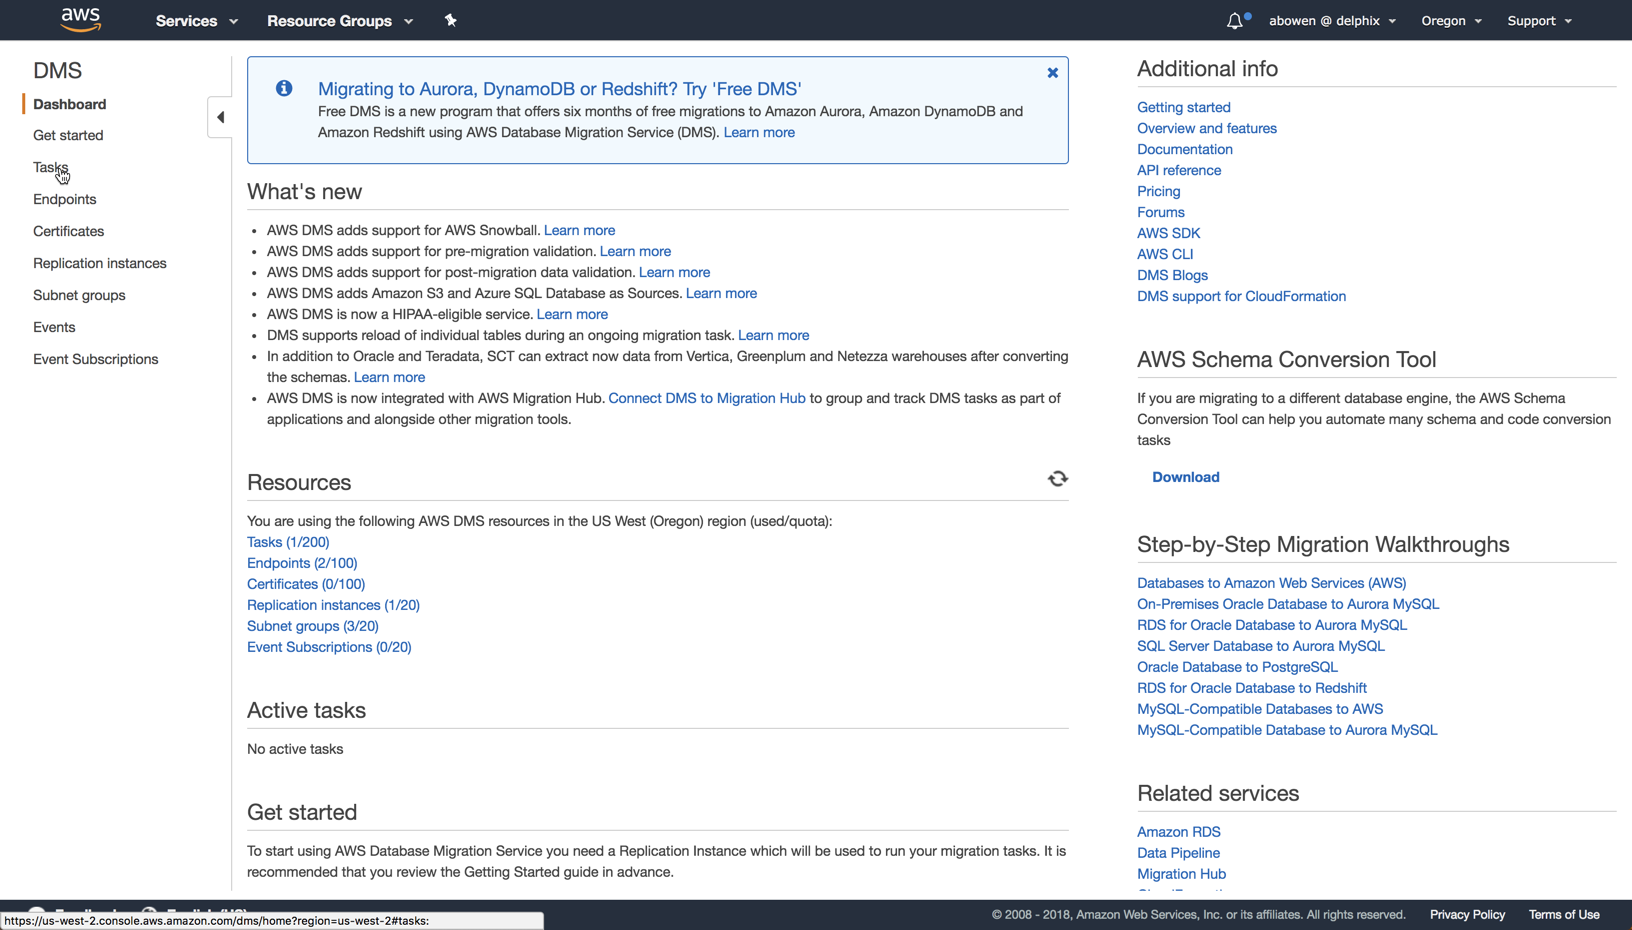 aws
Services
Resource Groups
abowen @ delphix
Oregon
Support
DMS
Dashboard
Get started
Tasks
Endpoints
Certificates
Replication instances
Subnet groups
Events
Event Subscriptions
Migrating to Aurora, DynamoDB or Redshift? Try 'Free DMS'
Free DMS is a new program that offers six months of free migrations to Amazon Aurora, Amazon DynamoDB and
Amazon Redshift using AWS Database Migration Service (DMS). Learn more
What's new
• AWS DMS adds support for AWS Snowball. Learn more
• AWS DMS adds support for pre-migration validation. Learn more
• AWS DMS adds support for post-migration data validation. Learn more
• AWS DMS adds Amazon S3 and Azure SQL Database as Sources. Learn more
• AWS DMS is now a HIPAA-eligible service. Learn more
• DMS supports reload of individual tables during an ongoing migration task. Learn more
• In addition to Oracle and Teradata, SCT can extract now data from Vertica, Greenplum and Netezza warehouses after converting
the schemas. Learn more
• AWS DMS is now integrated with AWS Migration Hub. Connect DMS to Migration Hub to group and track DMS tasks as part of
applications and alongside other migration tools.
Resources
You are using the following AWS DMS resources in the US West (Oregon) region (used/quota):
Tasks (1/200)
Endpoints (2/100)
Certificates (0/100)
Replication instances (1/20)
Subnet groups (3/20)
Event Subscriptions (0/20)
Active tasks
No active tasks
Get started
To start using AWS Database Migration Service you need a Replication Instance which will be used to run your migration tasks. It is
recommended that you review the Getting Started guide in advance.
Additional info
Getting started
Overview and features
Documentation
API reference
Pricing
Forums
AWS SDK
AWS CLI
DMS Blogs
DMS support for CloudFormation
AWS Schema Conversion Tool
If you are migrating to a different database engine, the AWS Schema
Conversion Tool can help you automate many schema and code conversion
tasks
Download
Step-by-Step Migration Walkthroughs
Databases to Amazon Web Services (AWS)
On-Premises Oracle Database to Aurora MySQL
RDS for Oracle Database to Aurora MySQL
SQL Server Database to Aurora MySQL
Oracle Database to PostgreSQL
RDS for Oracle Database to Redshift
MySQL-Compatible Databases to AWS
MySQL-Compatible Database to Aurora MySQL
Related services
Amazon RDS
Data Pipeline
Migration Hub
https://us-west-2.console.aws.amazon.com/dms/home?region=us-west-2#tasks:
© 2008 - 2018, Amazon Web Services, Inc. or its affiliates. All rights reserved.
Privacy Policy
Terms of Use